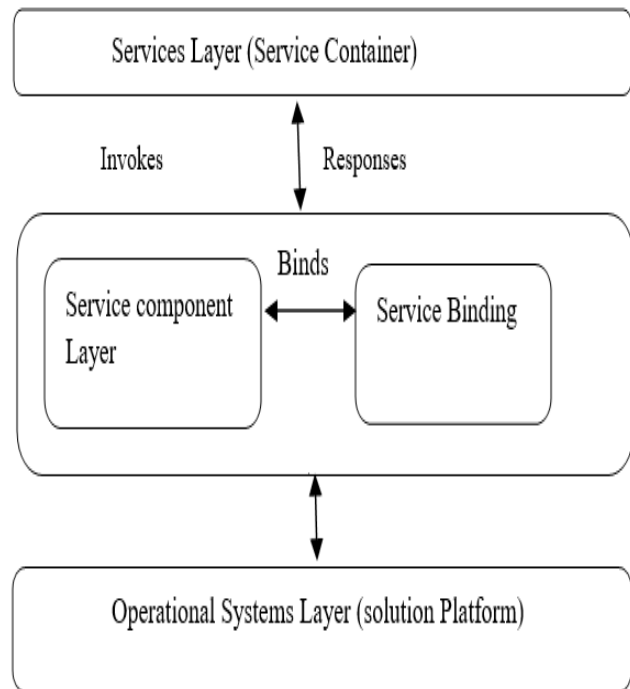 Services Layer (Service Container)
Invokes
Responses
Binds
Service component
Layer
Service Binding
Operational Systems Layer (solution Platform)